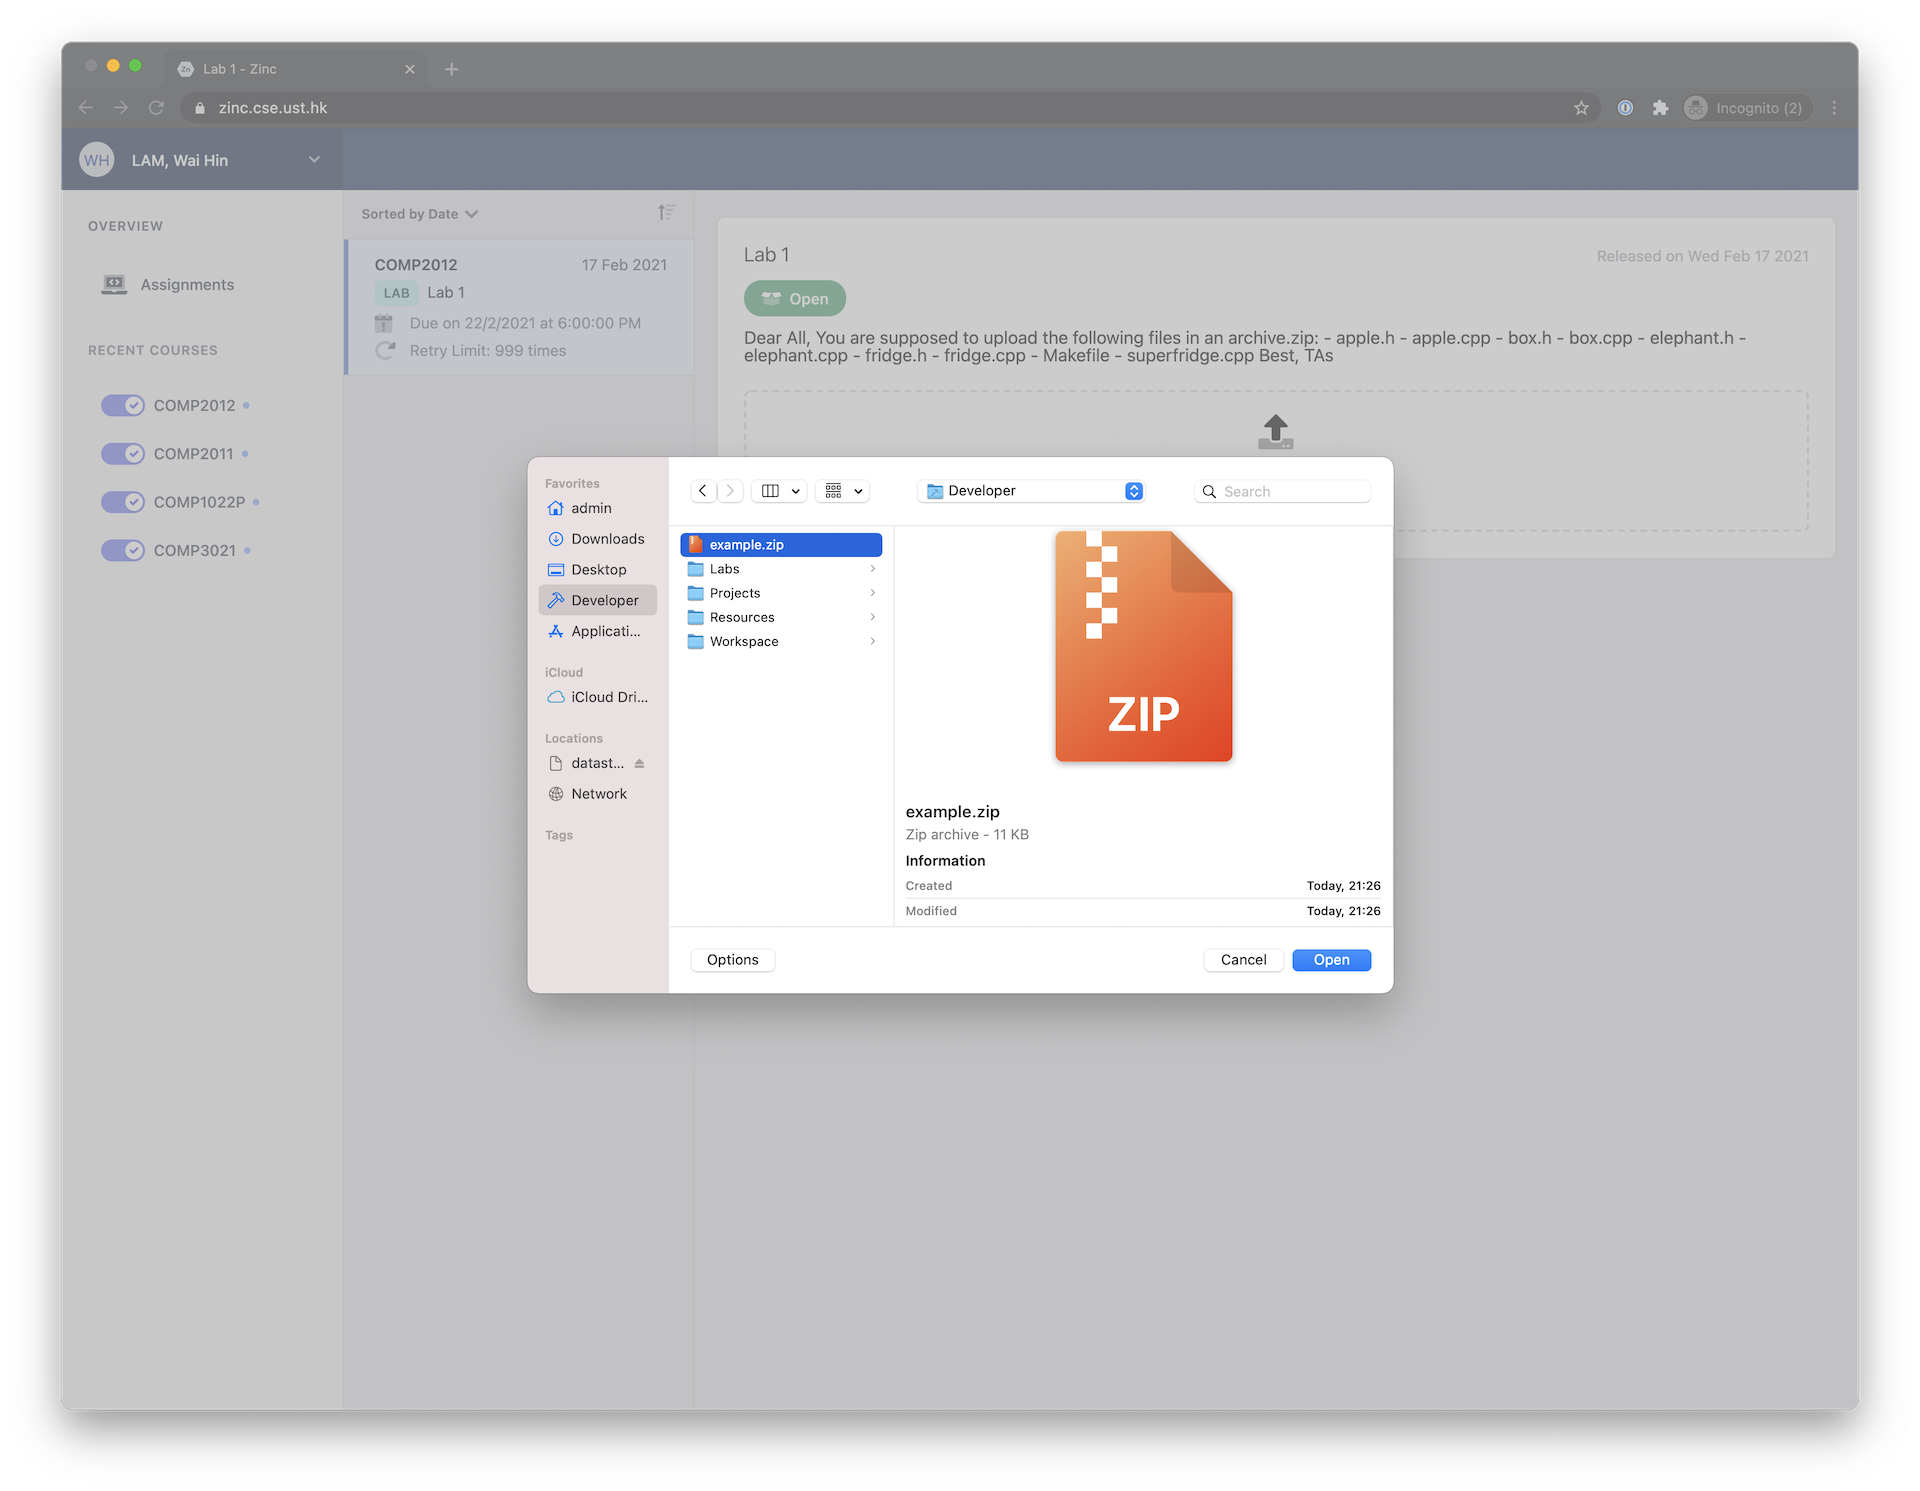 Lab 1 - Zinc
zinc.cse.ust.hk
Incognito (2)
WH
LAM, Wai Hin
OVERVIEW
Assignments
RECENT COURSES
COMP2012
COMP2011
COMP1022P
COMP3021
Sorted by Date
COMP2012
17 Feb 2021
LAB
Lab 1
Due on 22/2/2021 at 6:00:00 PM
Retry Limit: 999 times
Lab 1
Released on Wed Feb 17 2021
Open
Dear All, You are supposed to upload the following files in an archive.zip: - apple.h - apple.cpp - box.h - box.cpp - elephant.h -
elephant.cpp - fridge.h - fridge.cpp - Makefile - superfridge.cpp Best, TAs
Favorites
admin
Downloads
Desktop
Developer
Applicati...
iCloud
iCloud Dri...
Locations
datast...
Network
Tags
Developer
Search
example.zip
Labs
Projects
Resources
Workspace
ZIP
example.zip
Zip archive - 11 KB
Information
Created
Today, 21:26
Modified
Today, 21:26
Options
Cancel
Open